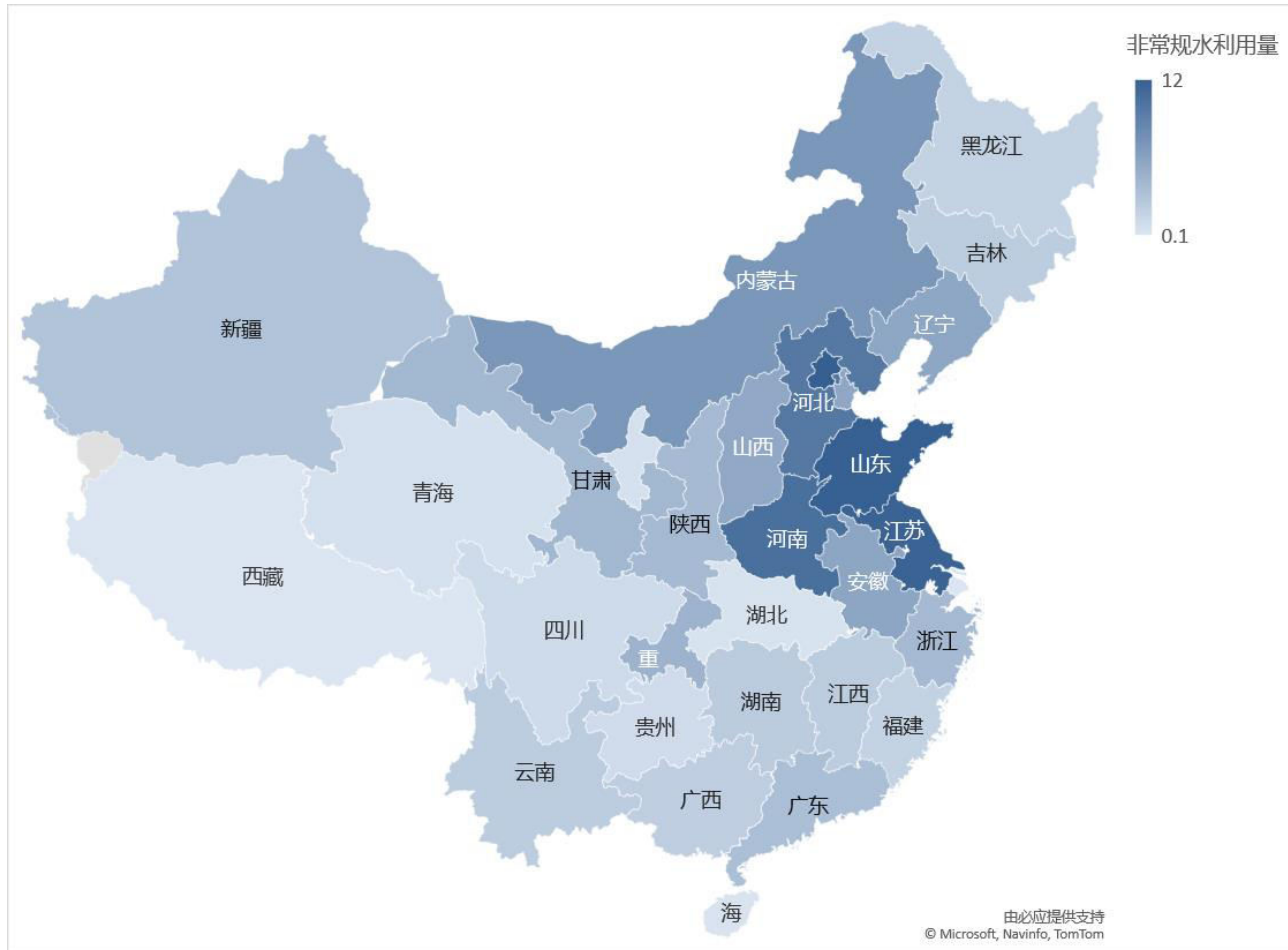 非常规水利用量
12
0.1
黑龙江
吉林
内蒙古
辽宁
新疆
河北
山西
山东
甘肃
青海
陕西
河南
江苏
西藏
安徽
湖北
四川
浙江
重
湖南
江西
贵州
福建
云南
广西
广东
海
由必应提供支持
© Microsoft, Navinfo, TomTom